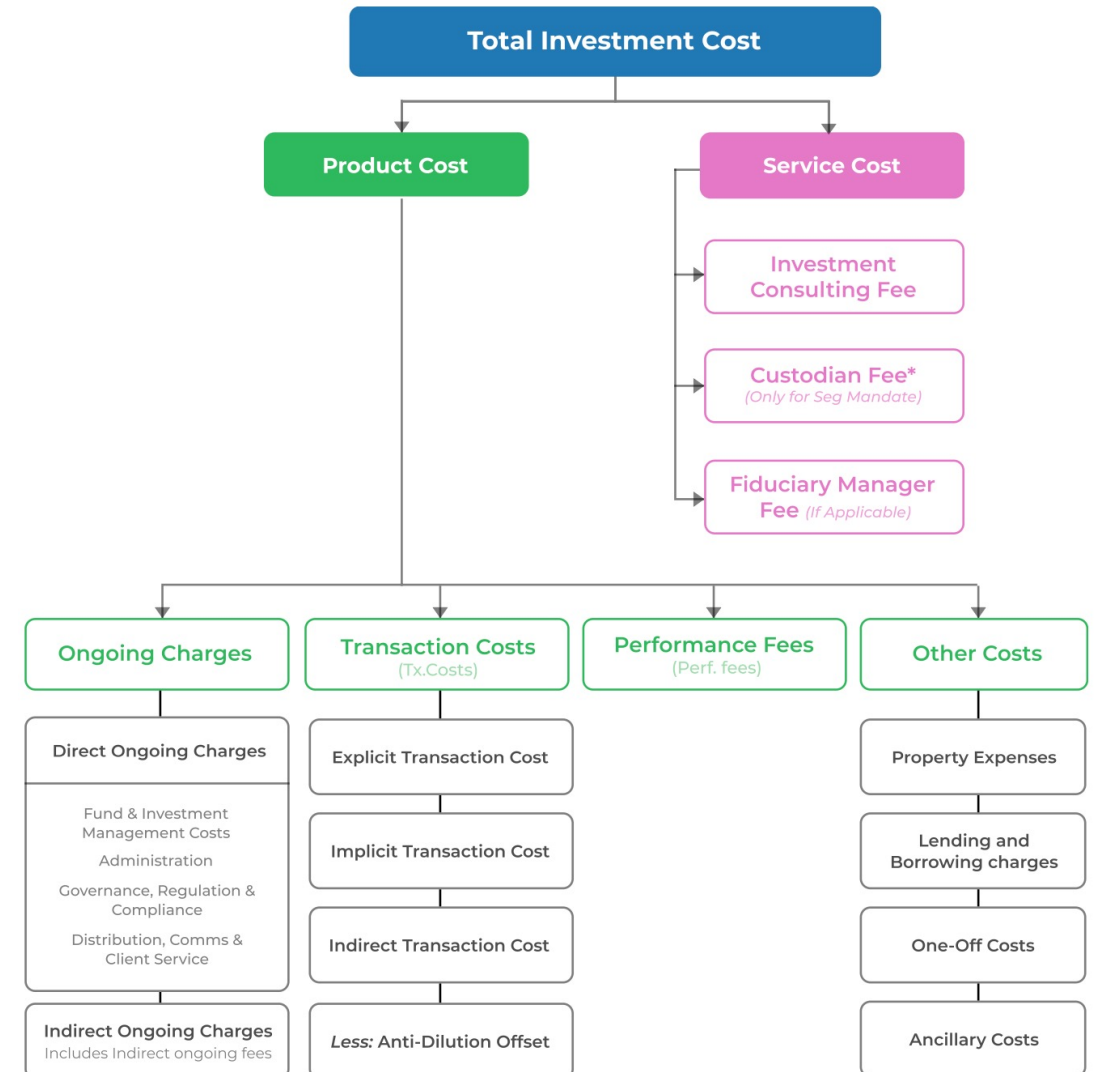 Total Investment Cost
Product Cost
Service Cost
Investment
Consulting Fee
Custodian Fee*
(Only for Seg Mandate)
Fiduciary Manager
Fee (If Applicable)
Ongoing Charges
Transaction Costs
(Tx.Costs)
Performance Fees
(Perf. fees)
Other Costs
Direct Ongoing Charges
Fund & Investment
Management Costs
Administration
Governance, Regulation &
Compliance
Distribution, Comms &
Client Service
Indirect Ongoing Charges
Includes Indirect ongoing fees
Explicit Transaction Cost
Implicit Transaction Cost
Indirect Transaction Cost
Less: Anti-Dilution Offset
Property Expenses
Lending and
Borrowing charges
One-Off Costs
Ancillary Costs